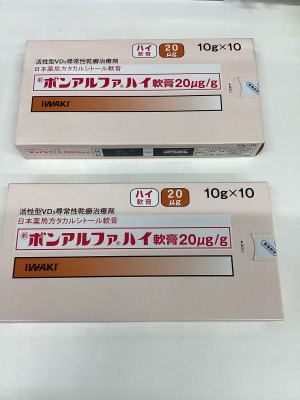 ハイ
軟膏
20
μg
10g×10
活性型VD₃尋常性乾癬治療剤
日本薬局方タカルシトール軟膏
ボンアルファ®ハイ軟膏20μg/g
IWAKI
ハイ
軟膏
20
μg
10g×10
活性型VD₃尋常性乾癬治療剤
日本薬局方タカルシトール軟膏
ボンアルファ®ハイ軟膏20μg/g
IWAKI